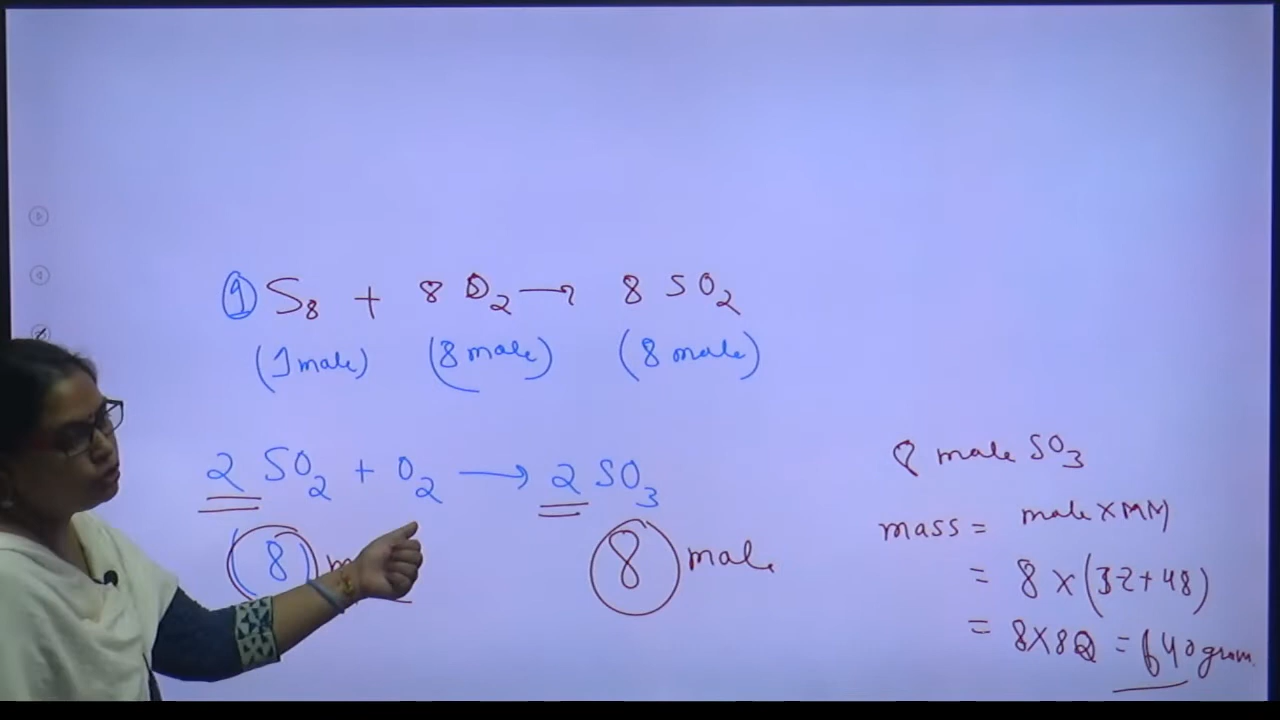 ① S₈ + 8 O₂ → 8 SO₂
(1 mole) (8 mole) (8 mole)
2 SO₂ + O₂ → 2 SO₃
(8) 8 mole
8 mole SO₃
mass = mole × MM
= 8 × (32+48)
= 8×80 = 640 gram.